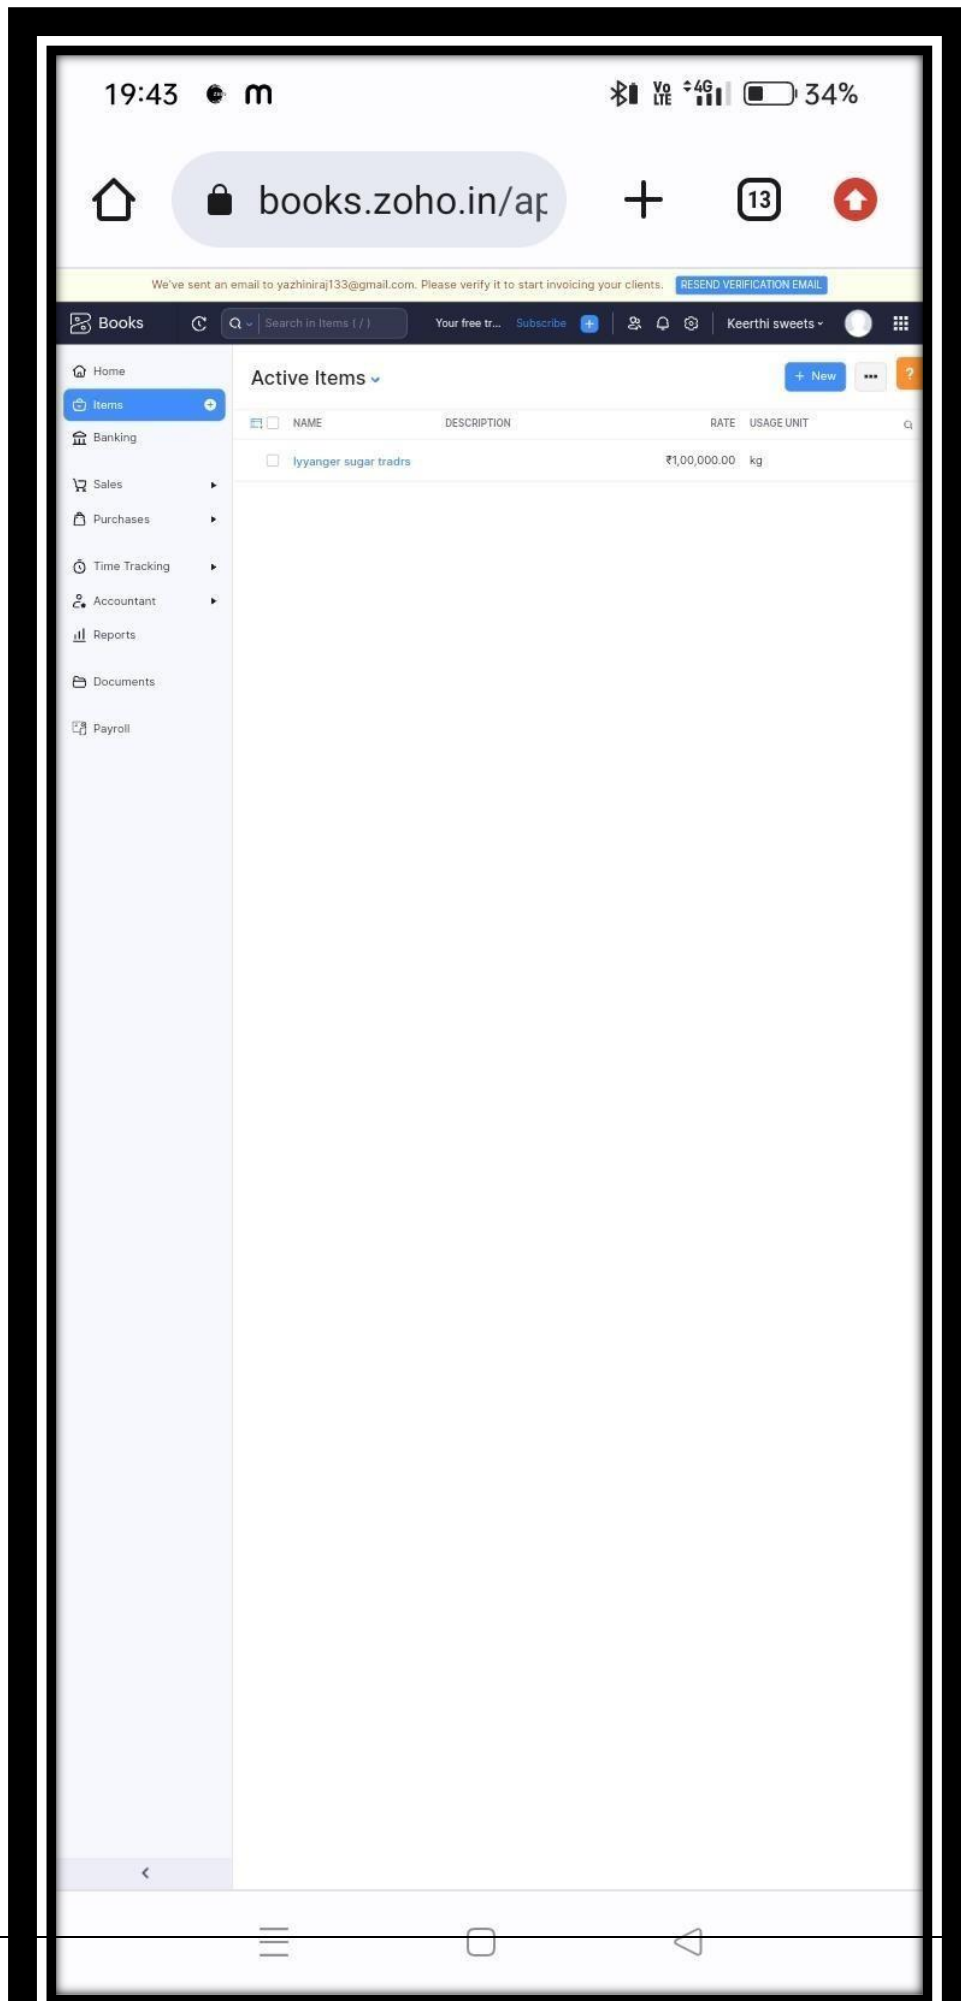 19:43 m Vo LTE 4G 34%
books.zoho.in/ap 13
We've sent an email to yazhiniraj133@gmail.com. Please verify it to start invoicing your clients. RESEND VERIFICATION EMAIL
Books Search in Items ( / ) Your free tr... Subscribe + Keerthi sweets
Home
Active Items + New ... ?
Items
NAME DESCRIPTION RATE USAGE UNIT
Banking
Iyyanger sugar tradrs ₹1,00,000.00 kg
Sales
Purchases
Time Tracking
Accountant
Reports
Documents
Payroll